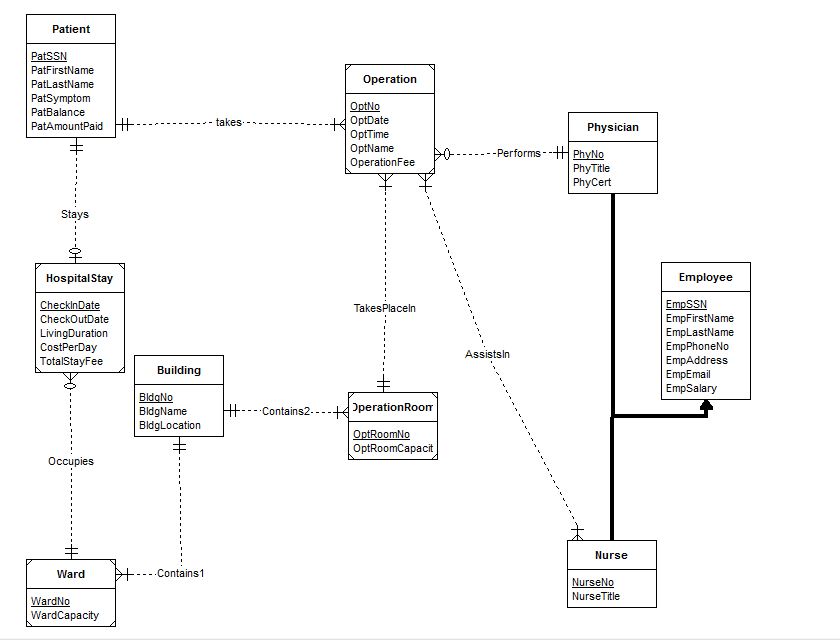 Patient
PatSSN
PatFirstName
PatLastName
PatSymptom
PatBalance
PatAmountPaid
takes
Operation
OptNo
OptDate
OptTime
OptName
OperationFee
Performs
Physician
PhyNo
PhyTitle
PhyCert
Stays
HospitalStay
CheckInDate
CheckOutDate
LivingDuration
CostPerDay
TotalStayFee
TakesPlaceIn
Employee
EmpSSN
EmpFirstName
EmpLastName
EmpPhoneNo
EmpAddress
EmpEmail
EmpSalary
AssistsIn
Building
BldgNo
BldgName
BldgLocation
Contains2
OperationRoom
OptRoomNo
OptRoomCapacit
Occupies
Contains1
Ward
WardNo
WardCapacity
Nurse
NurseNo
NurseTitle